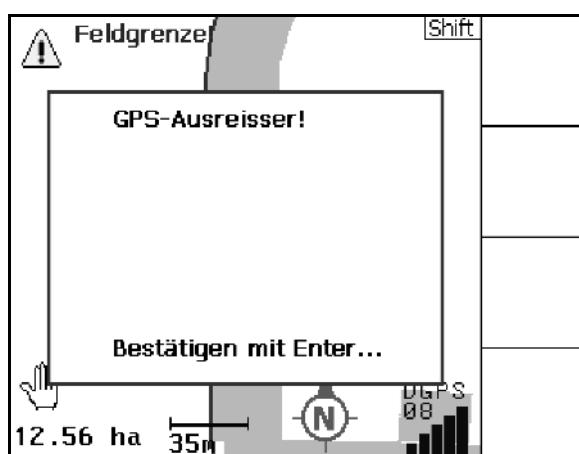 Feldgrenze
Shift
GPS-Ausreisser!
Bestätigen mit Enter...
DGPS
08
N
12.56 ha
35m